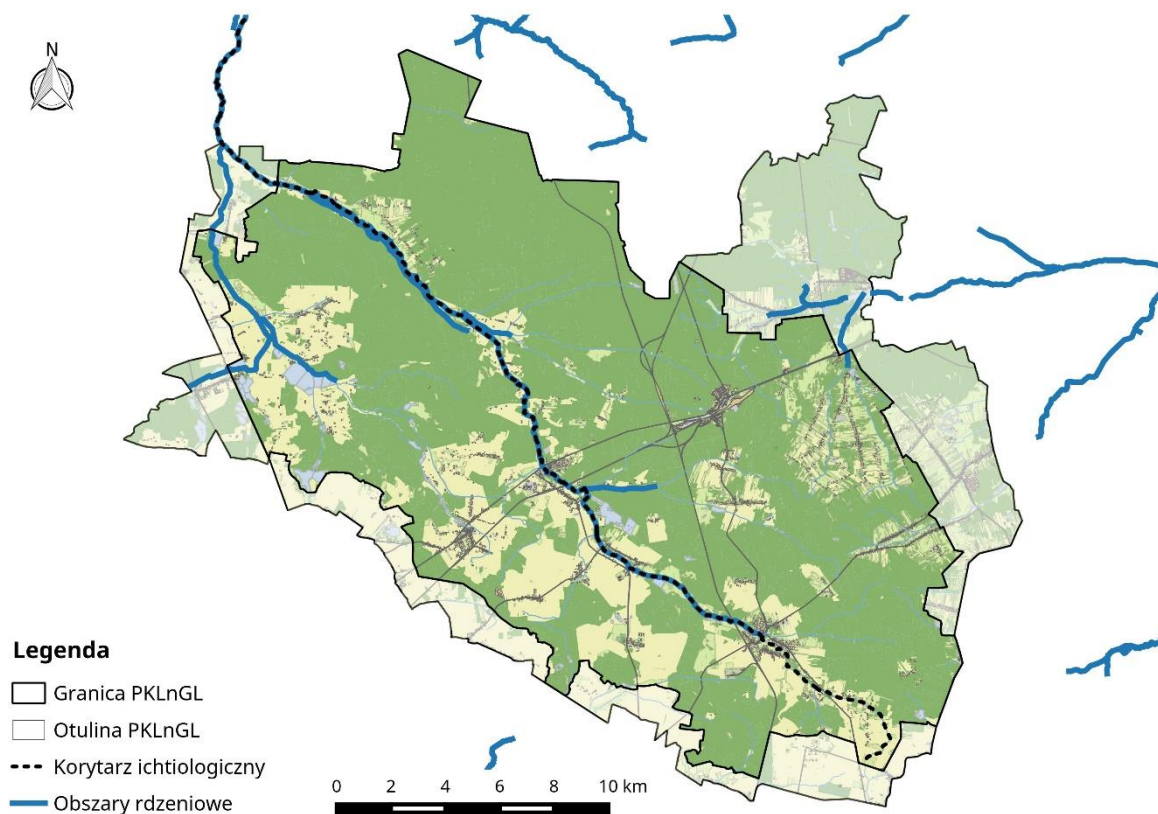 N
Legenda
Granica PKLnGL
Otulina PKLnGL
Korytarz ichtiologiczny
Obszary rdzeniowe
0 2 4 6 8 10 km